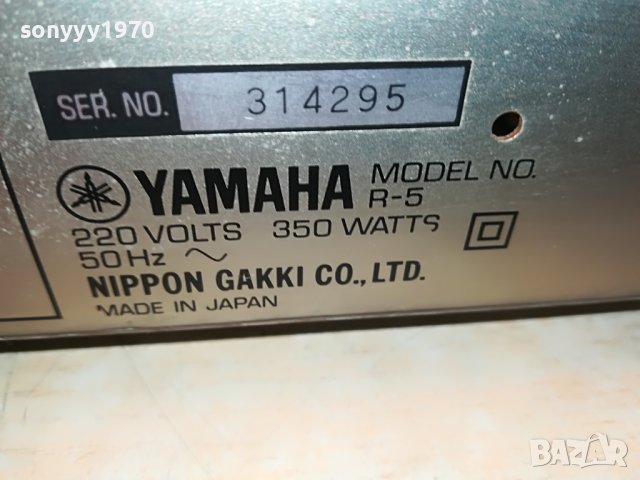 sonyyy1970
SER. NO. 314295
YAMAHA MODEL NO. R-5
220 VOLTS 350 WATTS
50 Hz ~
NIPPON GAKKI CO., LTD.
MADE IN JAPAN
BAZAR